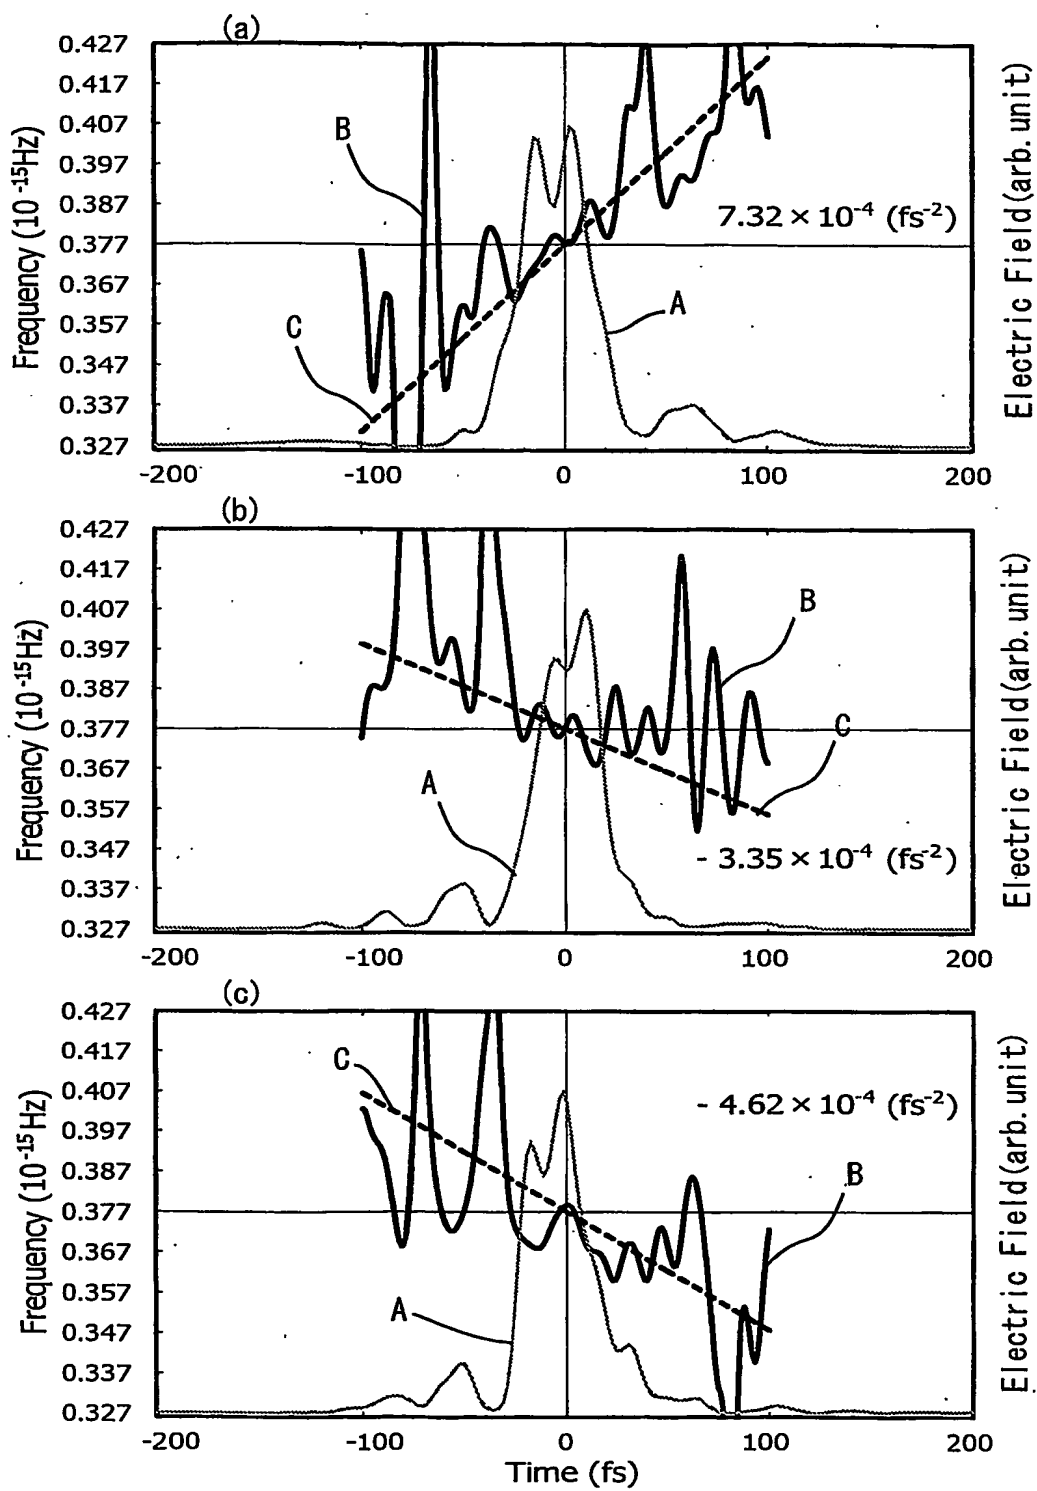 (a)
0.427
0.417
0.407
0.397
0.387
0.377
0.367
0.357
0.347
0.337
0.327
Frequency (10⁻¹⁵Hz)
Electric Field(arb.unit)
B
C
A
7.32×10⁻⁴ (fs⁻²)
-200
-100
0
100
200
(b)
0.427
0.417
0.407
0.397
0.387
0.377
0.367
0.357
0.347
0.337
0.327
Frequency (10⁻¹⁵Hz)
Electric Field(arb.unit)
B
C
A
- 3.35×10⁻⁴ (fs⁻²)
-200
-100
0
100
200
(c)
0.427
0.417
0.407
0.397
0.387
0.377
0.367
0.357
0.347
0.337
0.327
Frequency (10⁻¹⁵Hz)
Electric Field(arb.unit)
C
- 4.62×10⁻⁴ (fs⁻²)
B
A
-200
-100
0
100
200
Time (fs)